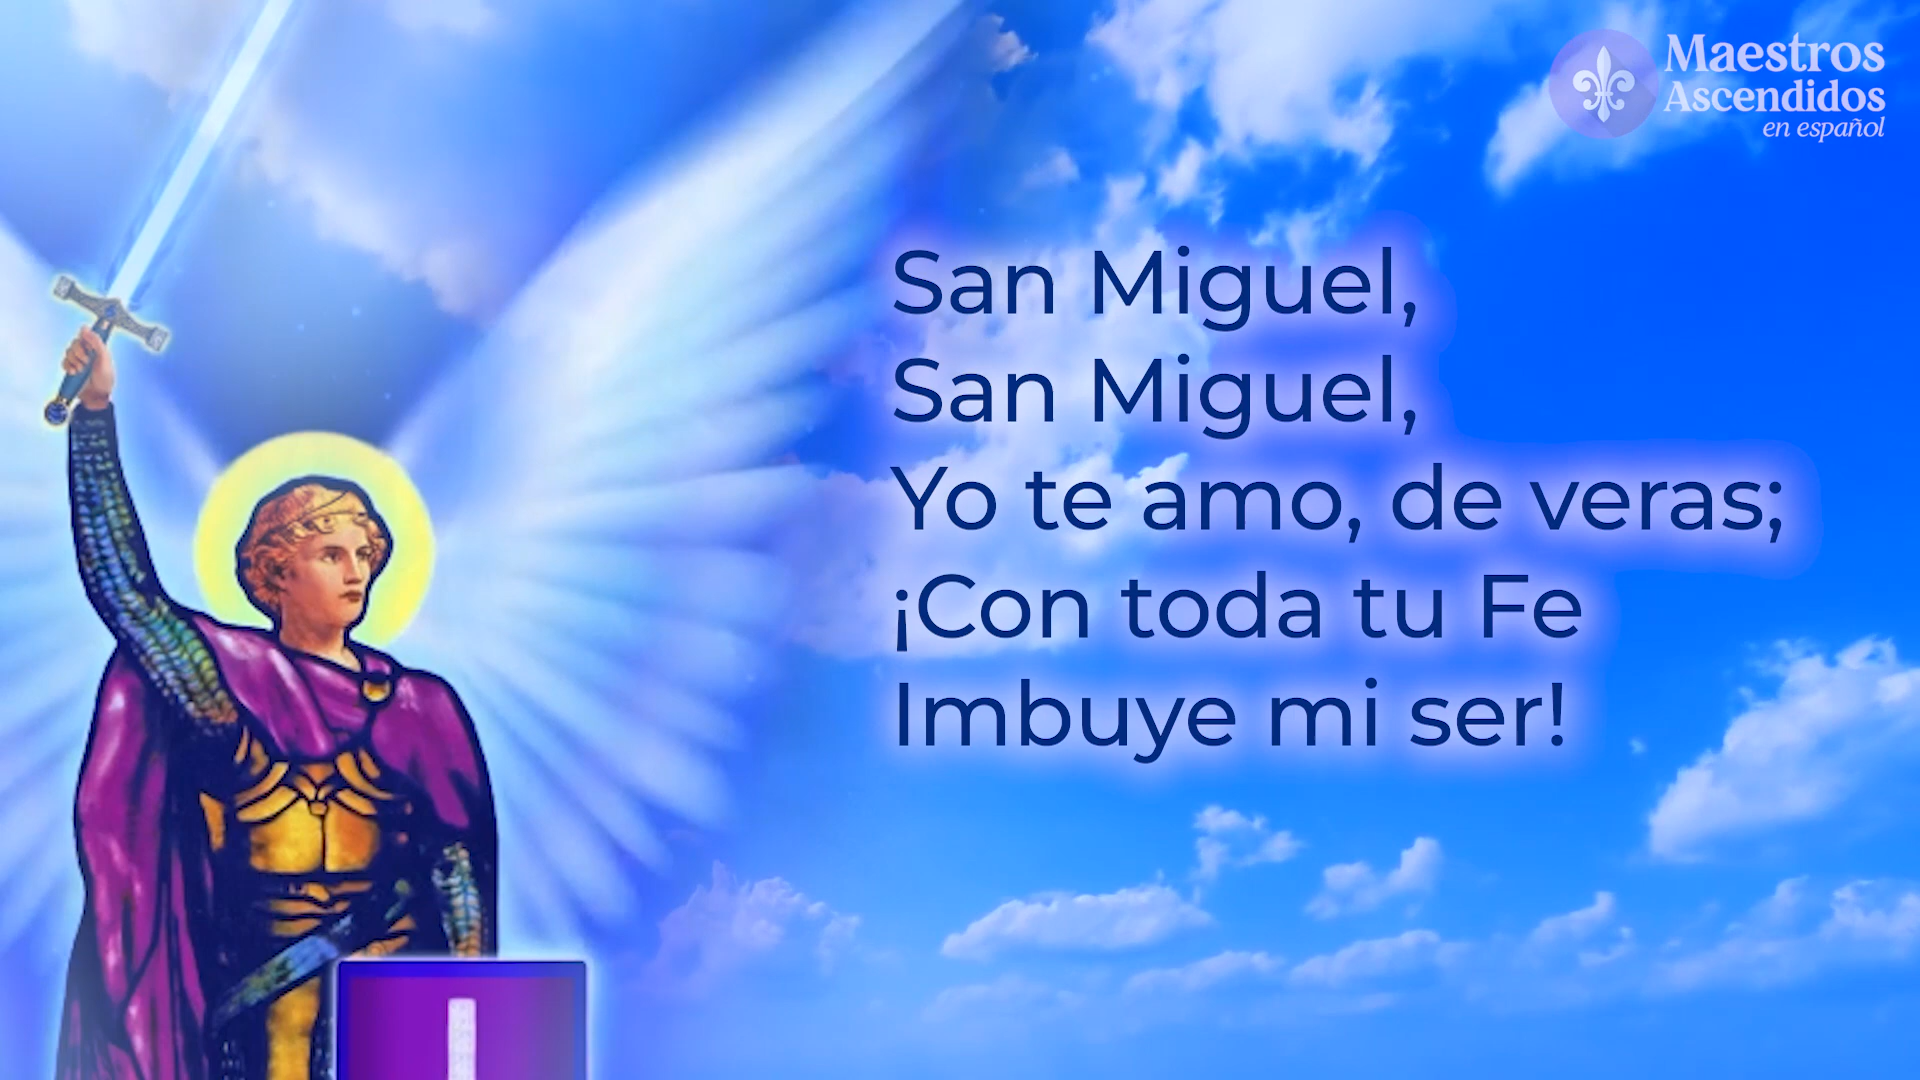 Maestros
Ascendidos
en español
San Miguel,
San Miguel,
Yo te amo, de veras;
¡Con toda tu Fe
Imbuye mi ser!